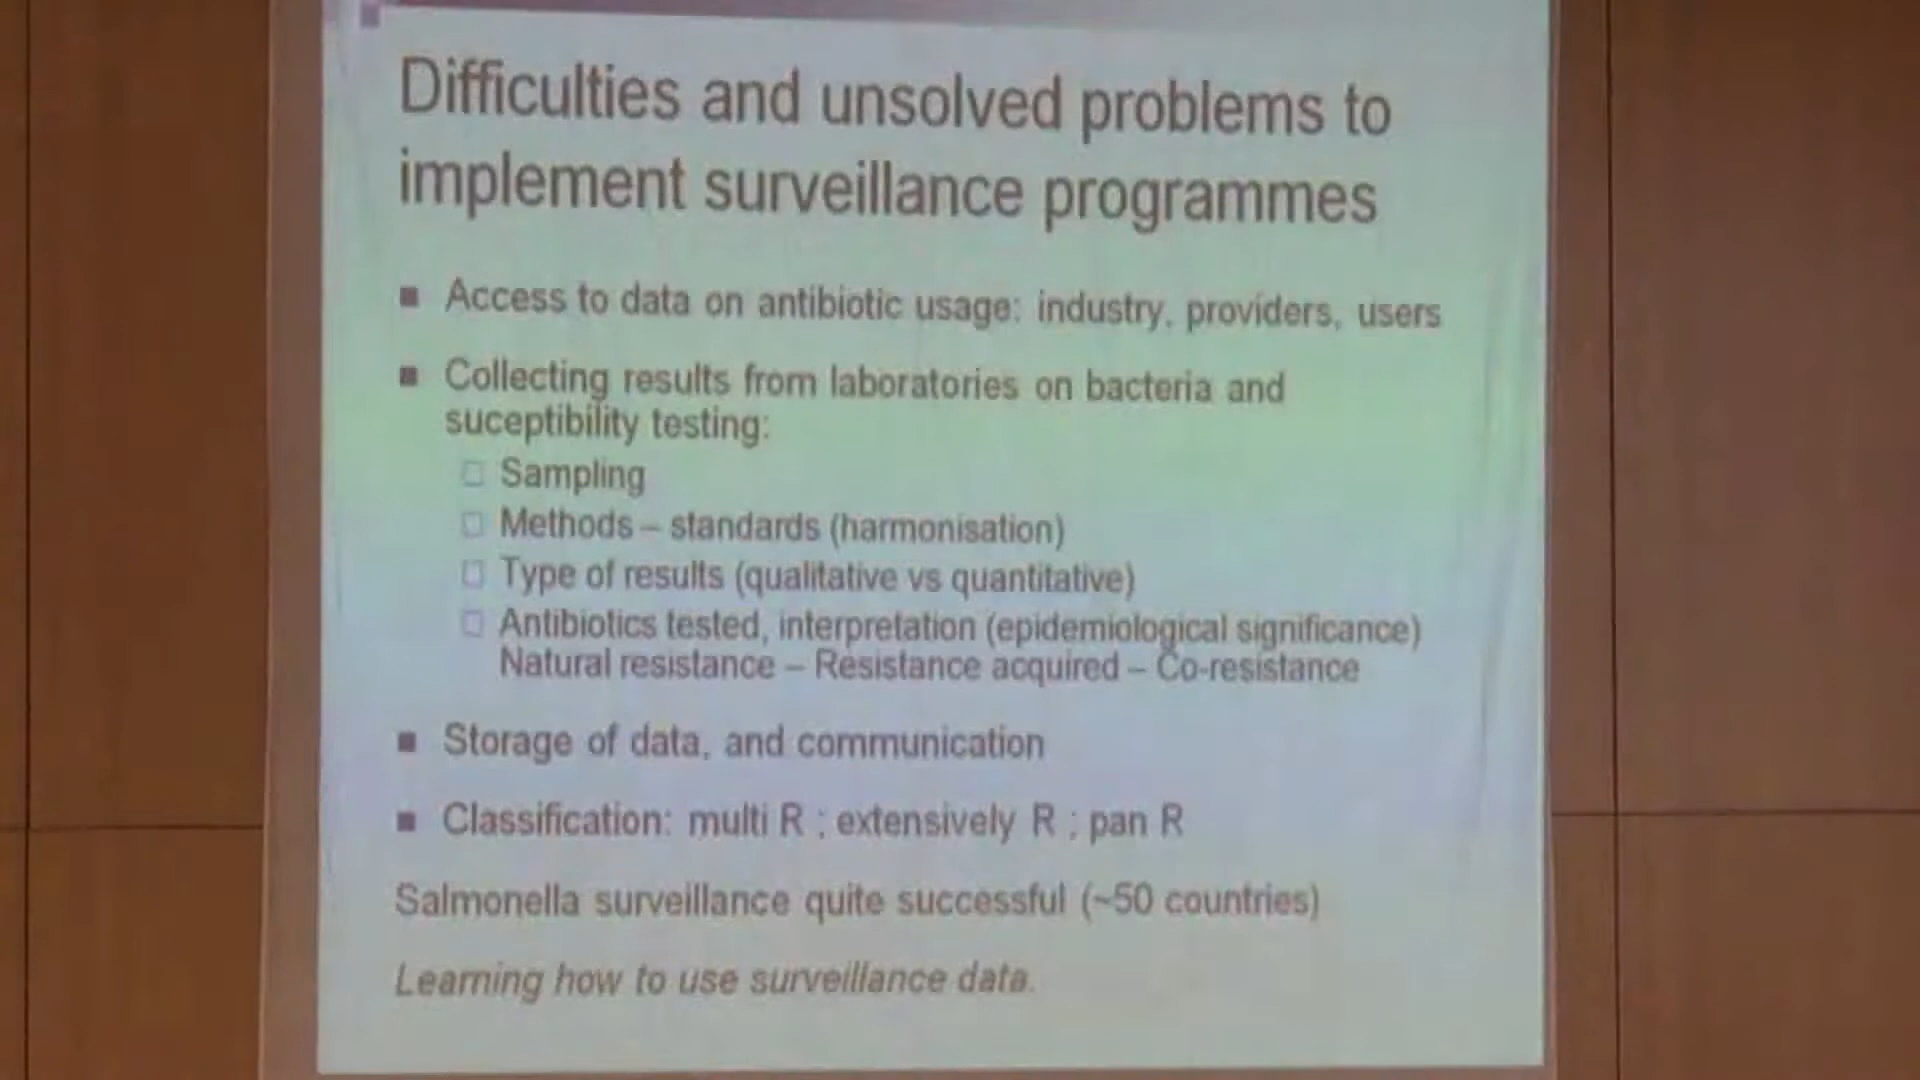 Difficulties and unsolved problems to
implement surveillance programmes
Access to data on antibiotic usage: industry, providers, users
Collecting results from laboratories on bacteria and
suceptibility testing:
Sampling
Methods – standards (harmonisation)
Type of results (qualitative vs quantitative)
Antibiotics tested, interpretation (epidemiological significance)
Natural resistance – Resistance acquired – Co-resistance
Storage of data, and communication
Classification: multi R ; extensively R ; pan R
Salmonella surveillance quite successful (~50 countries)
Learning how to use surveillance data.